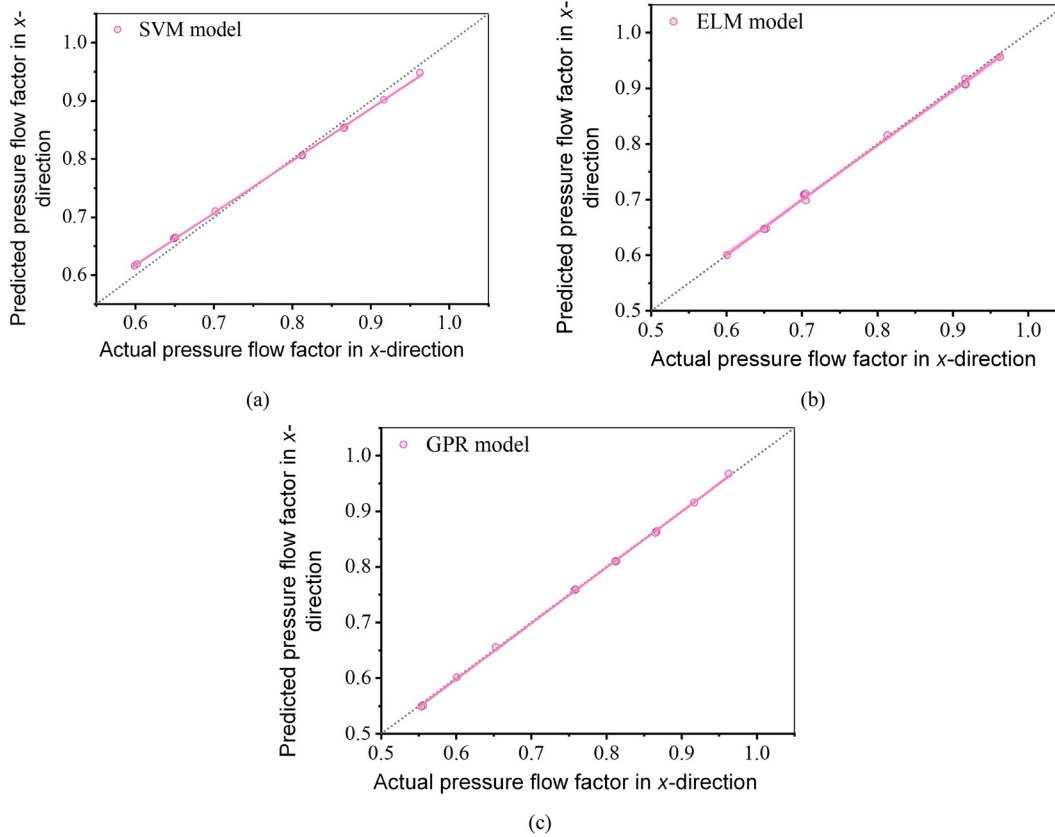 SVM model
1.0
0.9
0.8
0.7
0.6
Predicted pressure flow factor in x-
direction
0.6 0.7 0.8 0.9 1.0
Actual pressure flow factor in x-direction
(a)
ELM model
1.0
0.9
0.8
0.7
0.6
0.5
Predicted pressure flow factor in x-
direction
0.5 0.6 0.7 0.8 0.9 1.0
Actual pressure flow factor in x-direction
(b)
GPR model
1.0
0.9
0.8
0.7
0.6
0.5
Predicted pressure flow factor in x-
direction
0.5 0.6 0.7 0.8 0.9 1.0
Actual pressure flow factor in x-direction
(c)